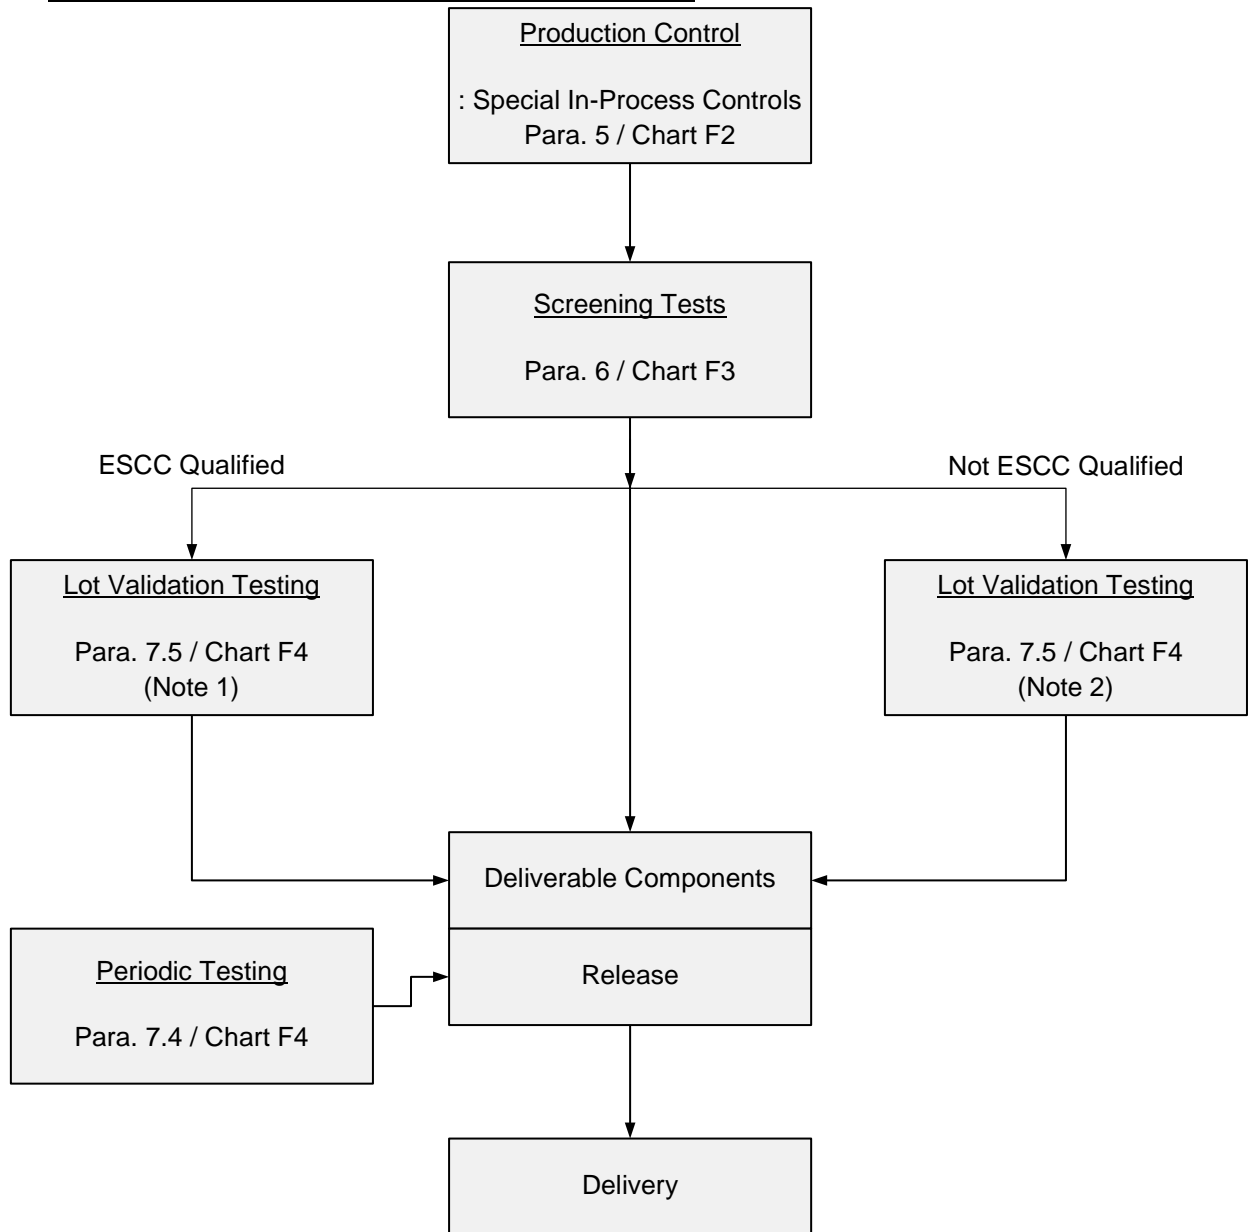 Production Control
: Special In-Process Controls
Para. 5 / Chart F2
Screening Tests
Para. 6 / Chart F3
ESCC Qualified
Not ESCC Qualified
Lot Validation Testing
Para. 7.5 / Chart F4
(Note 1)
Lot Validation Testing
Para. 7.5 / Chart F4
(Note 2)
Deliverable Components
Periodic Testing
Para. 7.4 / Chart F4
Release
Delivery